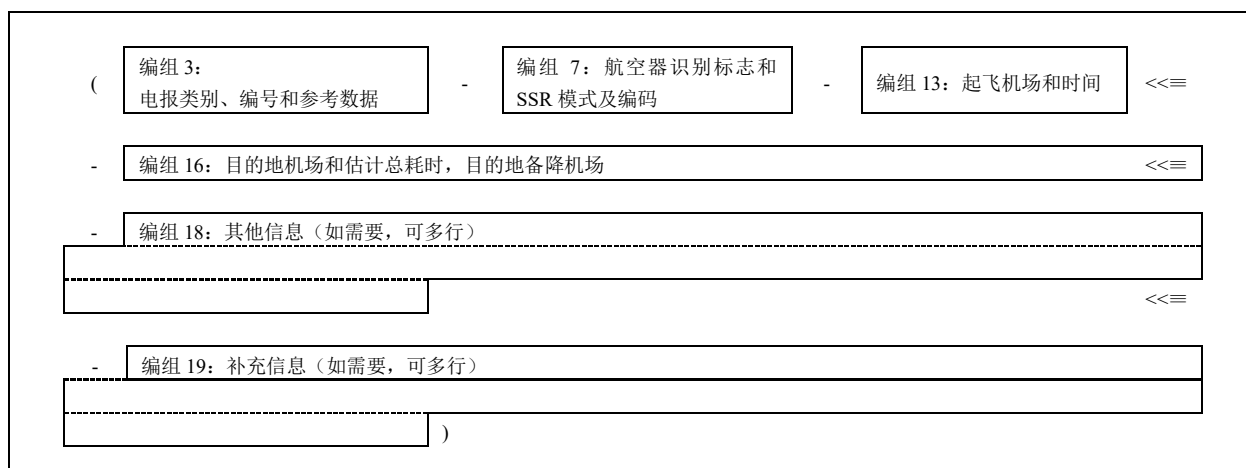 ( 编组 3：
电报类别、编号和参考数据 - 编组 7：航空器识别标志和
SSR 模式及编码 - 编组 13：起飞机场和时间 <<≡
- 编组 16：目的地机场和估计总耗时，目的地备降机场 <<≡
- 编组 18：其他信息（如需要，可多行）
<<≡
- 编组 19：补充信息（如需要，可多行）
)